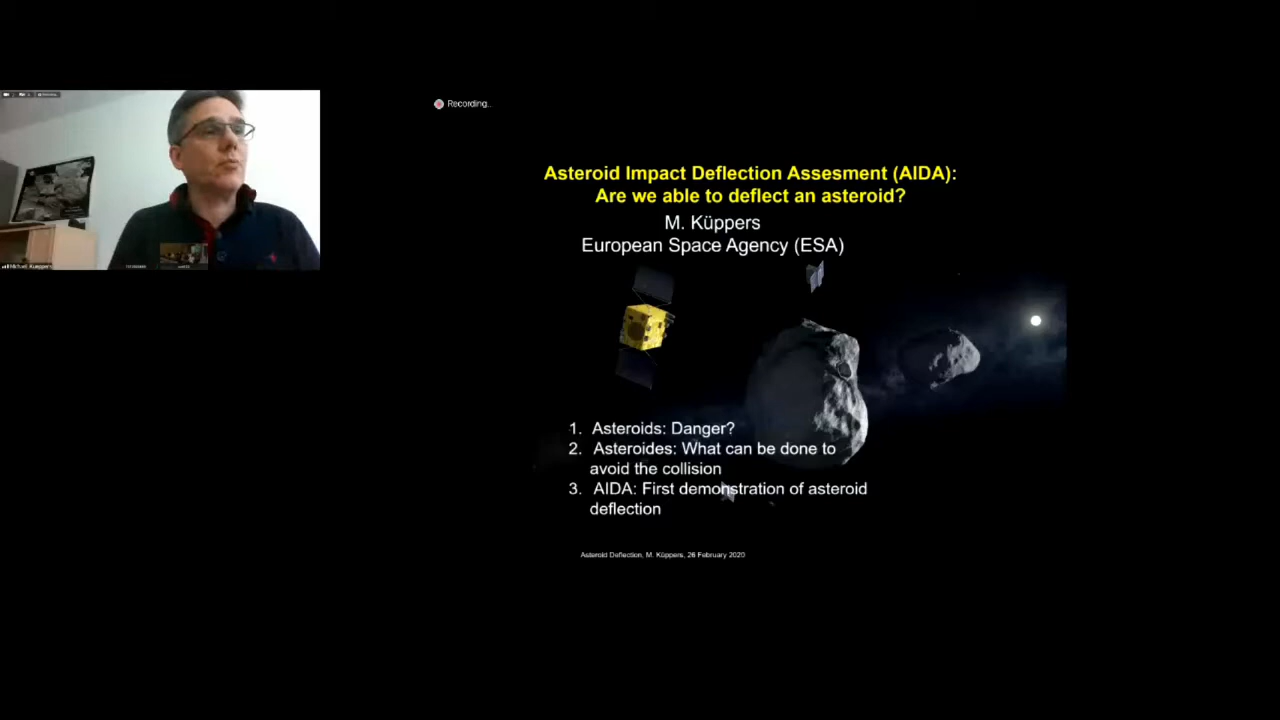 Recording...
Asteroid Impact Deflection Assesment (AIDA):
Are we able to deflect an asteroid?
M. Küppers
European Space Agency (ESA)
1. Asteroids: Danger?
2. Asteroides: What can be done to
avoid the collision
3. AIDA: First demonstration of asteroid
deflection
Asteroid Deflection, M. Küppers, 26 February 2020
Michael Kueppers